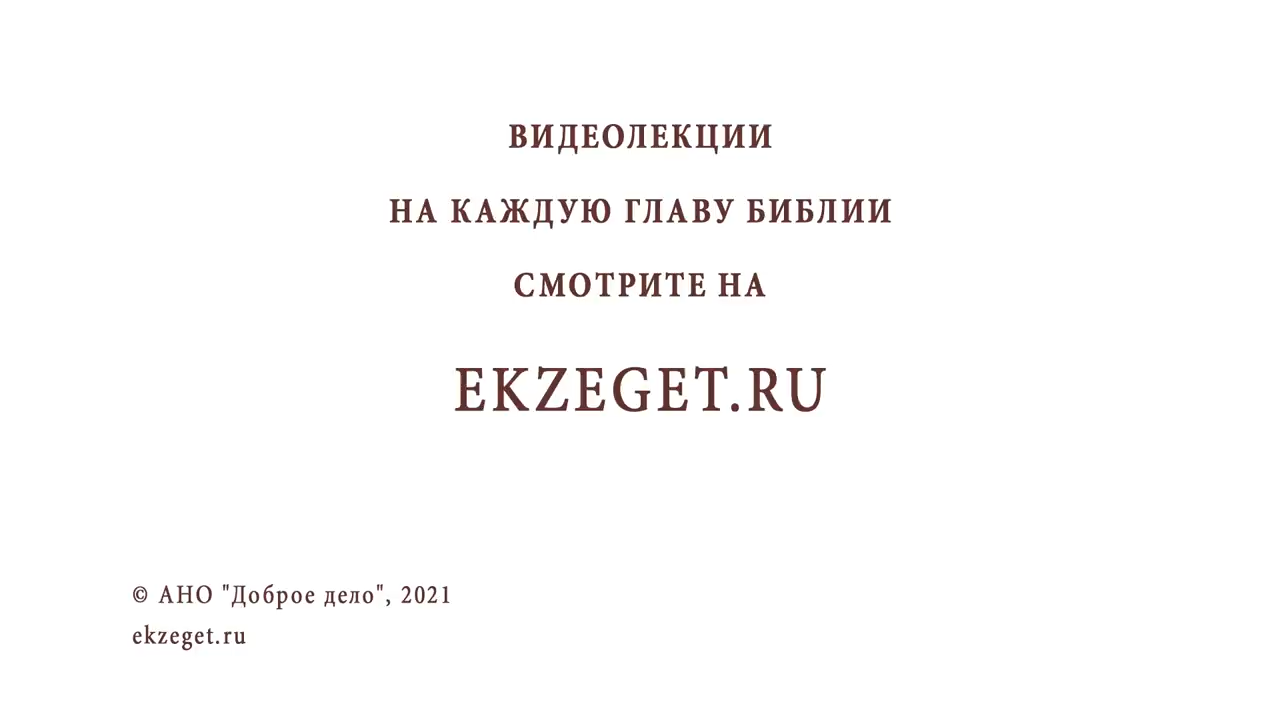 ВИДЕОЛЕКЦИИ
НА КАЖДУЮ ГЛАВУ БИБЛИИ
СМОТРИТЕ НА
EKZEGET.RU
© АНО "Доброе дело", 2021
ekzeget.ru